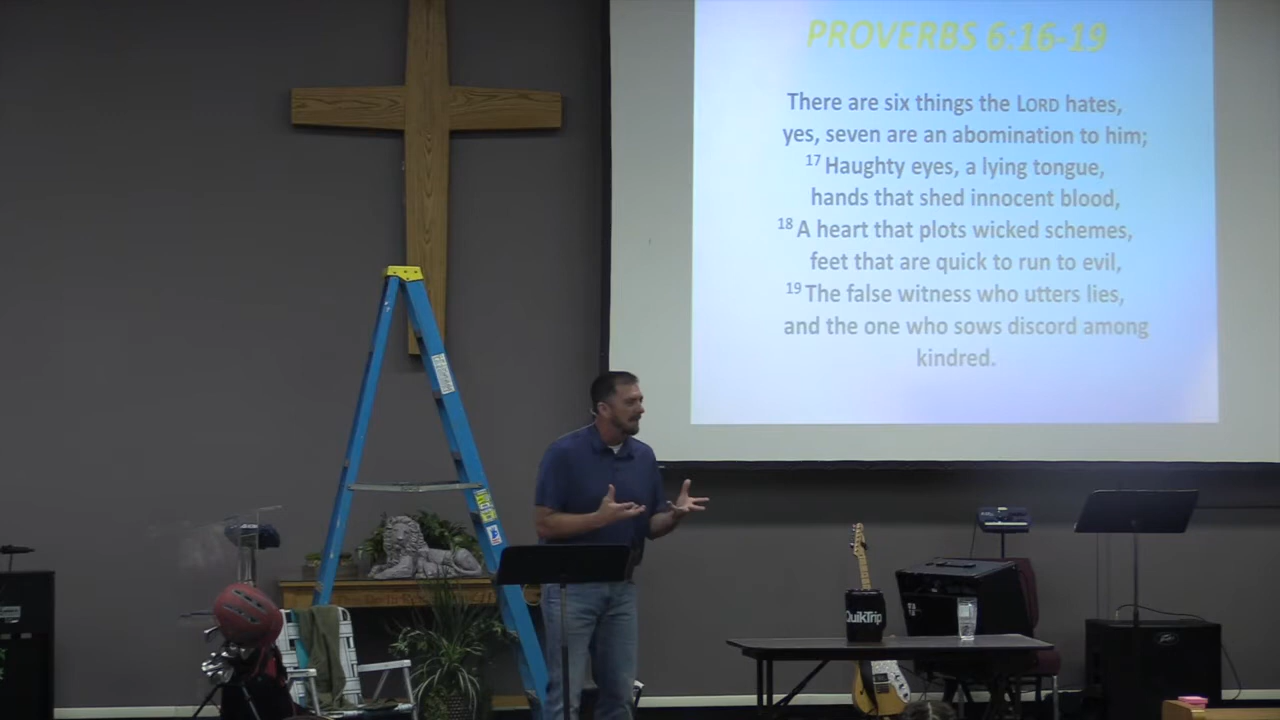 PROVERBS 6:16-19
There are six things the LORD hates,
yes, seven are an abomination to him;
17 Haughty eyes, a lying tongue,
hands that shed innocent blood,
18 A heart that plots wicked schemes,
feet that are quick to run to evil,
19 The false witness who utters lies,
and the one who sows discord among
kindred.
QuikTrip